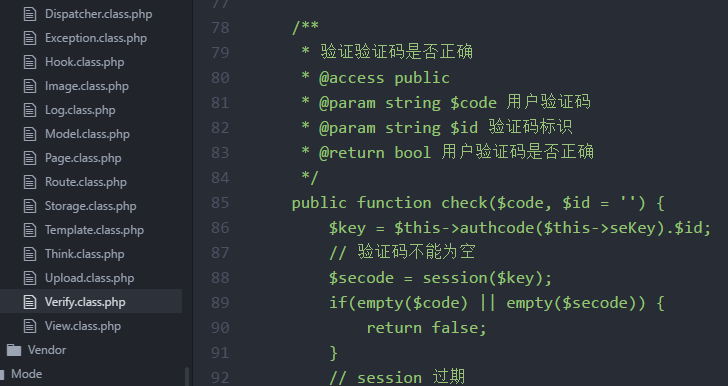 Dispatcher.class.php
Exception.class.php
Hook.class.php
Image.class.php
Log.class.php
Model.class.php
Page.class.php
Route.class.php
Storage.class.php
Template.class.php
Think.class.php
Upload.class.php
Verify.class.php
View.class.php
Vendor
Mode
77
78 /**
79 * 验证验证码是否正确
80 * @access public
81 * @param string $code 用户验证码
82 * @param string $id 验证码标识
83 * @return bool 用户验证码是否正确
84 */
85 public function check($code, $id = '') {
86 $key = $this->authcode($this->seKey).$id;
87 // 验证码不能为空
88 $secode = session($key);
89 if(empty($code) || empty($secode)) {
90 return false;
91 }
92 // session 过期